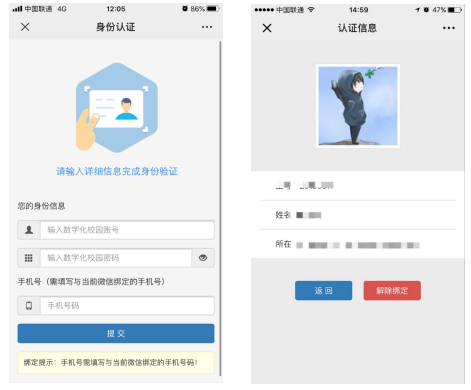 中国联通 4G 12:05 86%
身份认证
请输入详细信息完成身份验证
您的身份信息
输入数字化校园账号
输入数字化校园密码
手机号（需填写与当前微信绑定的手机号）
手机号码
提 交
绑定提示：手机号需填写与当前微信绑定的手机号码!
中国联通 14:59 47%
认证信息
工号
姓名
所在
返 回 解除绑定